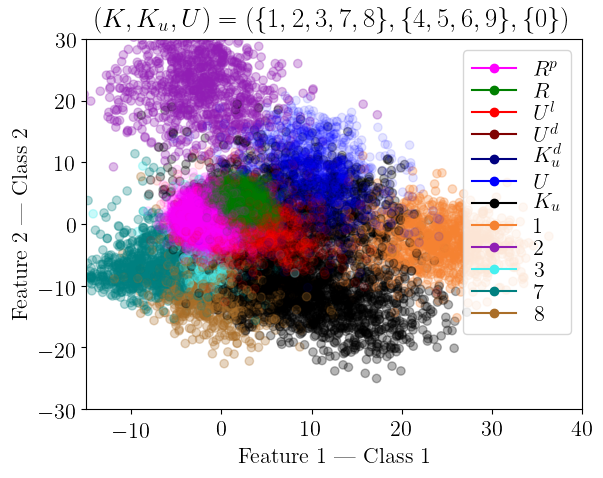 (K, K_u, U) = ({1, 2, 3, 7, 8}, {4, 5, 6, 9}, {0})
30
20
10
0
−10
−20
−30
−10 0 10 20 30 40
Feature 1 — Class 1
Feature 2 — Class 2
R^p
R
U^l
U^d
K_u^d
U
K_u
1
2
3
7
8